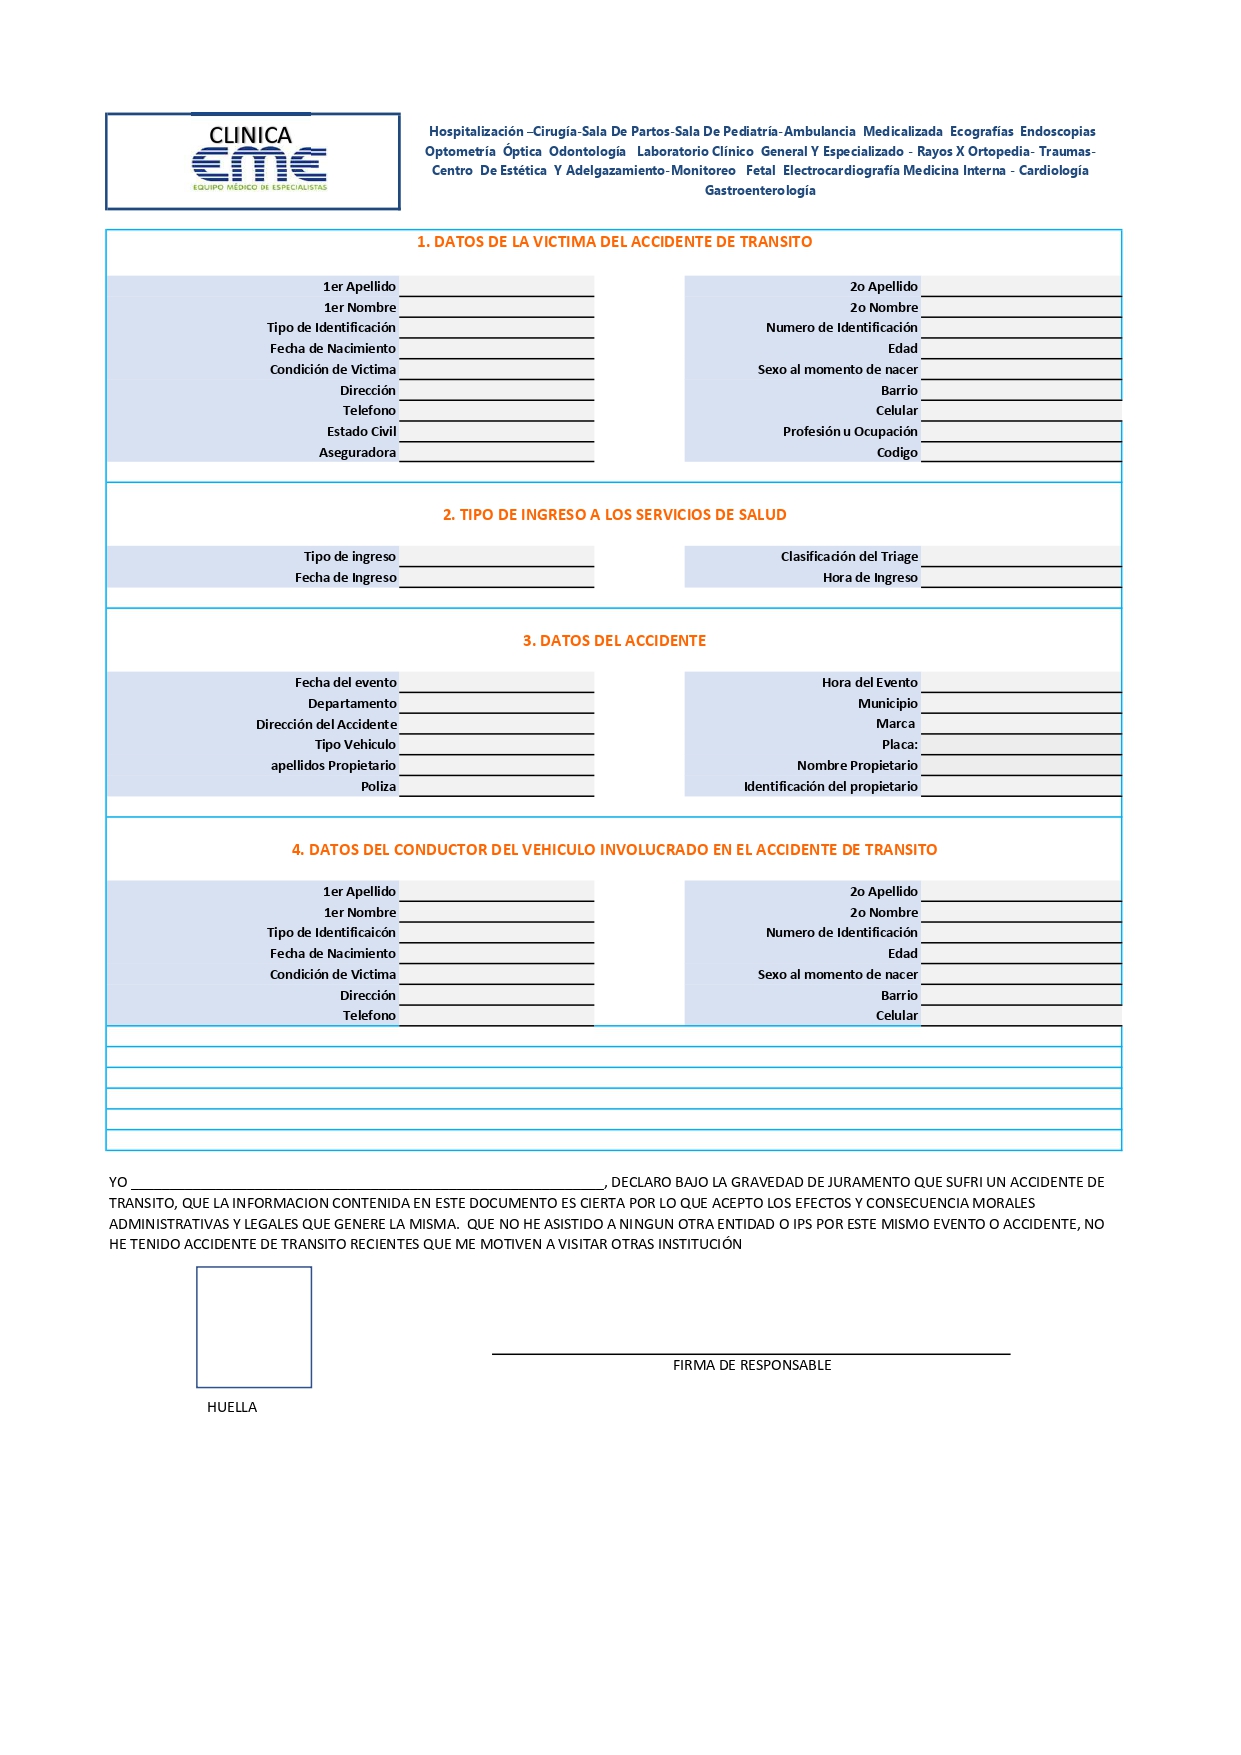 CLINICA
EME
EQUIPO MÉDICO DE ESPECIALISTAS
Hospitalización –Cirugía-Sala De Partos-Sala De Pediatría-Ambulancia Medicalizada Ecografías Endoscopias
Optometría Óptica Odontología Laboratorio Clínico General Y Especializado - Rayos X Ortopedia- Traumas-
Centro De Estética Y Adelgazamiento-Monitoreo Fetal Electrocardiografía Medicina Interna - Cardiología
Gastroenterología
1. DATOS DE LA VICTIMA DEL ACCIDENTE DE TRANSITO
1er Apellido 2o Apellido
1er Nombre 2o Nombre
Tipo de Identificación Numero de Identificación
Fecha de Nacimiento Edad
Condición de Victima Sexo al momento de nacer
Dirección Barrio
Telefono Celular
Estado Civil Profesión u Ocupación
Aseguradora Codigo
2. TIPO DE INGRESO A LOS SERVICIOS DE SALUD
Tipo de ingreso Clasificación del Triage
Fecha de Ingreso Hora de Ingreso
3. DATOS DEL ACCIDENTE
Fecha del evento Hora del Evento
Departamento Municipio
Dirección del Accidente Marca
Tipo Vehiculo Placa:
apellidos Propietario Nombre Propietario
Poliza Identificación del propietario
4. DATOS DEL CONDUCTOR DEL VEHICULO INVOLUCRADO EN EL ACCIDENTE DE TRANSITO
1er Apellido 2o Apellido
1er Nombre 2o Nombre
Tipo de Identificaicón Numero de Identificación
Fecha de Nacimiento Edad
Condición de Victima Sexo al momento de nacer
Dirección Barrio
Telefono Celular
YO ____________________________________________________________, DECLARO BAJO LA GRAVEDAD DE JURAMENTO QUE SUFRI UN ACCIDENTE DE
TRANSITO, QUE LA INFORMACION CONTENIDA EN ESTE DOCUMENTO ES CIERTA POR LO QUE ACEPTO LOS EFECTOS Y CONSECUENCIA MORALES
ADMINISTRATIVAS Y LEGALES QUE GENERE LA MISMA. QUE NO HE ASISTIDO A NINGUN OTRA ENTIDAD O IPS POR ESTE MISMO EVENTO O ACCIDENTE, NO
HE TENIDO ACCIDENTE DE TRANSITO RECIENTES QUE ME MOTIVEN A VISITAR OTRAS INSTITUCIÓN
FIRMA DE RESPONSABLE
HUELLA